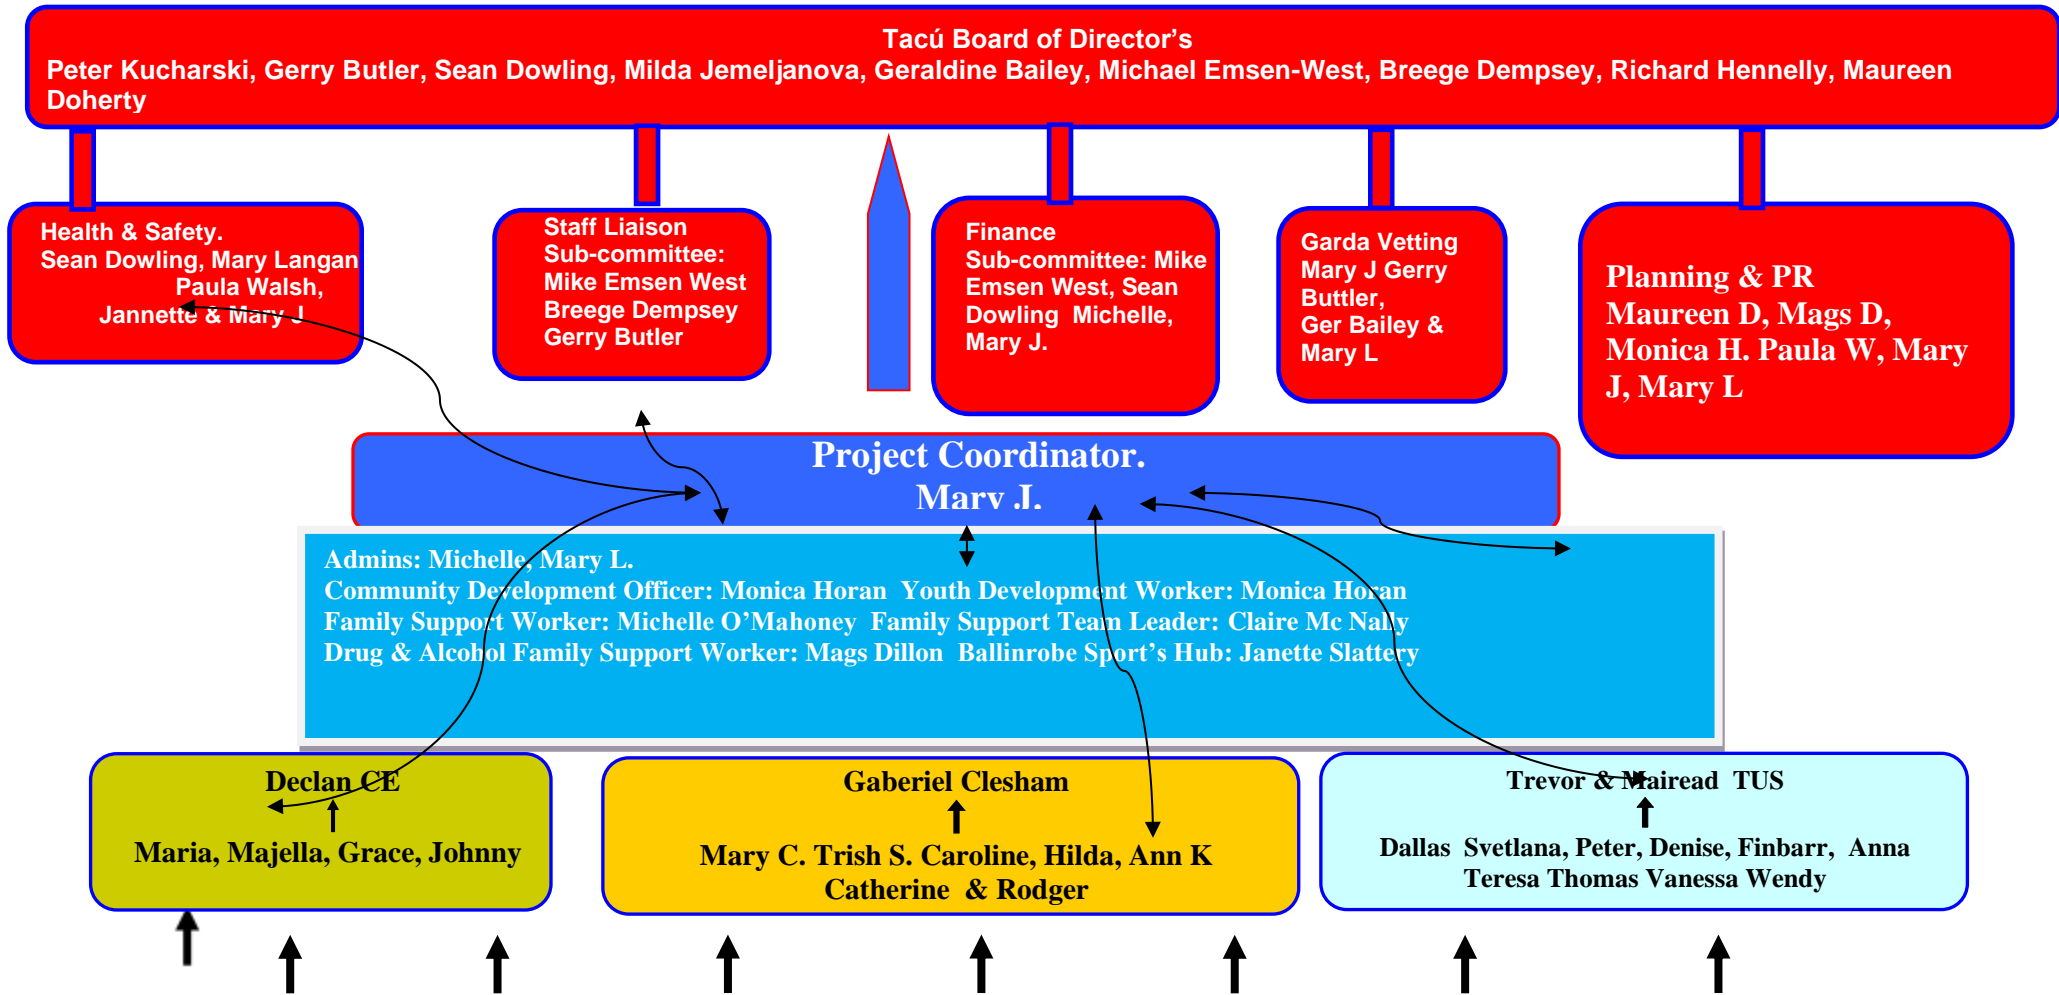 Tacú Board of Director’s
Peter Kucharski, Gerry Butler, Sean Dowling, Milda Jemeljanova, Geraldine Bailey, Michael Emsen-West, Breege Dempsey, Richard Hennelly, Maureen
Doherty
Health & Safety.
Sean Dowling, Mary Langan
Paula Walsh,
Jannette & Mary J
Staff Liaison
Sub-committee:
Mike Emsen West
Breege Dempsey
Gerry Butler
Finance
Sub-committee: Mike
Emsen West, Sean
Dowling  Michelle,
Mary J.
Garda Vetting
Mary J Gerry
Buttler,
Ger Bailey &
Mary L
Planning & PR
Maureen D, Mags D,
Monica H. Paula W, Mary
J, Mary L
Project Coordinator.
Mary J.
Admins: Michelle, Mary L.
Community Development Officer: Monica Horan  Youth Development Worker: Monica Horan
Family Support Worker: Michelle O’Mahoney  Family Support Team Leader: Claire Mc Nally
Drug & Alcohol Family Support Worker: Mags Dillon  Ballinrobe Sport’s Hub: Janette Slattery
Declan CE
Maria, Majella, Grace, Johnny
Gaberiel Clesham
Mary C. Trish S. Caroline, Hilda, Ann K
Catherine  & Rodger
Trevor & Mairead  TUS
Dallas  Svetlana, Peter, Denise, Finbarr,  Anna
Teresa Thomas Vanessa Wendy